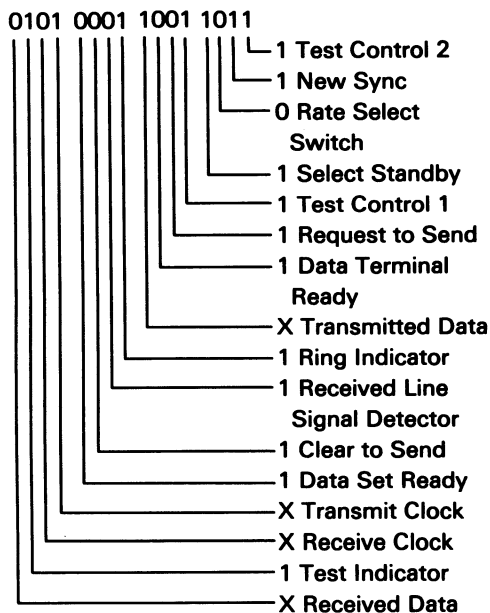 0101 0001 1001 1011
1 Test Control 2
1 New Sync
0 Rate Select
Switch
1 Select Standby
1 Test Control 1
1 Request to Send
1 Data Terminal
Ready
X Transmitted Data
1 Ring Indicator
1 Received Line
Signal Detector
1 Clear to Send
1 Data Set Ready
X Transmit Clock
X Receive Clock
1 Test Indicator
X Received Data